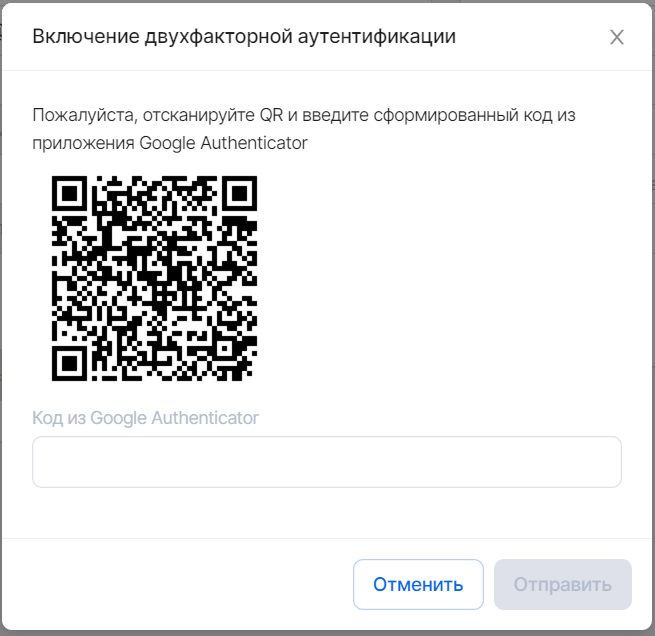 Включение двухфакторной аутентификации
Пожалуйста, отсканируйте QR и введите сформированный код из
приложения Google Authenticator
Код из Google Authenticator
Отменить
Отправить